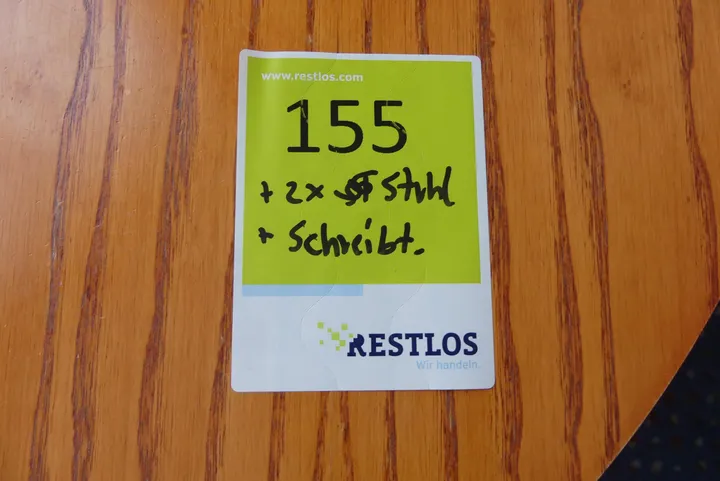 www.restlos.com
155
+ 2x Stuhl
+ Schreibt.
RESTLOS
Wir handeln.